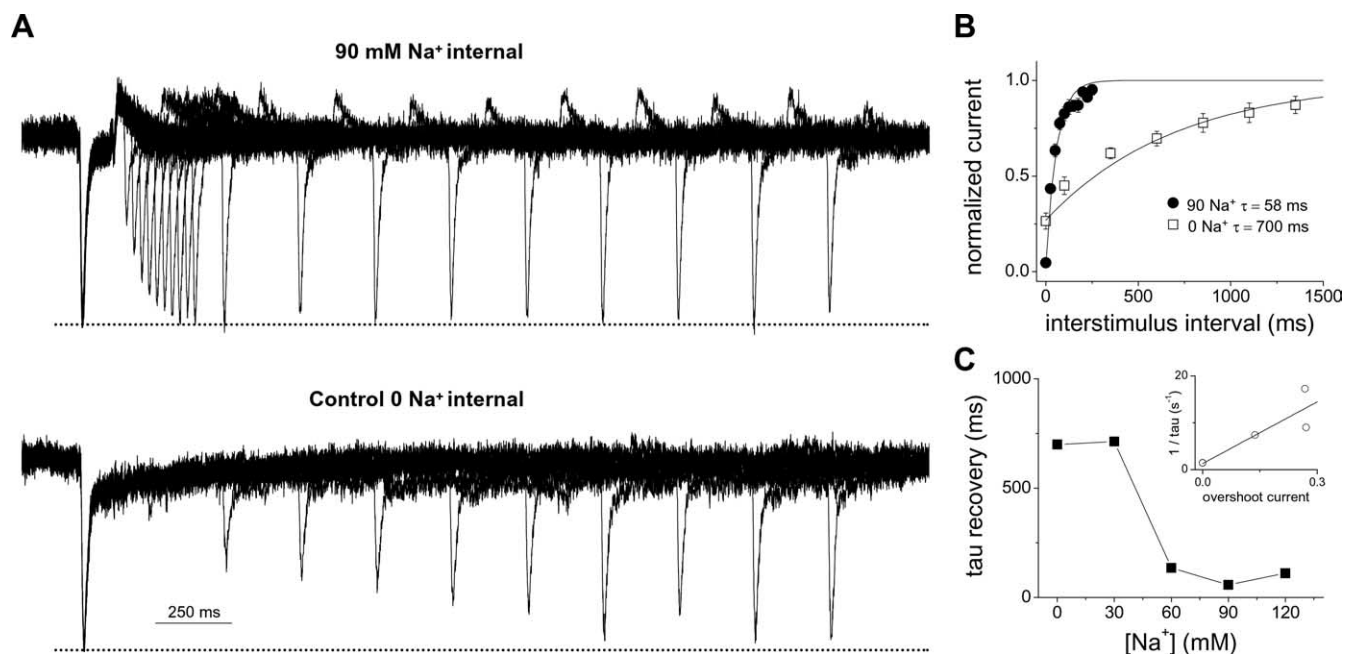 A
90 mM Na⁺ internal
Control 0 Na⁺ internal
250 ms
B
normalized current
1.0
0.5
0.0
90 Na⁺ τ = 58 ms
0 Na⁺ τ = 700 ms
0 500 1000 1500
interstimulus interval (ms)
C
tau recovery (ms)
1000
750
500
250
0
20
10
0
1 / tau (s⁻¹)
0.0 0.3
overshoot current
0 30 60 90 120
[Na⁺] (mM)